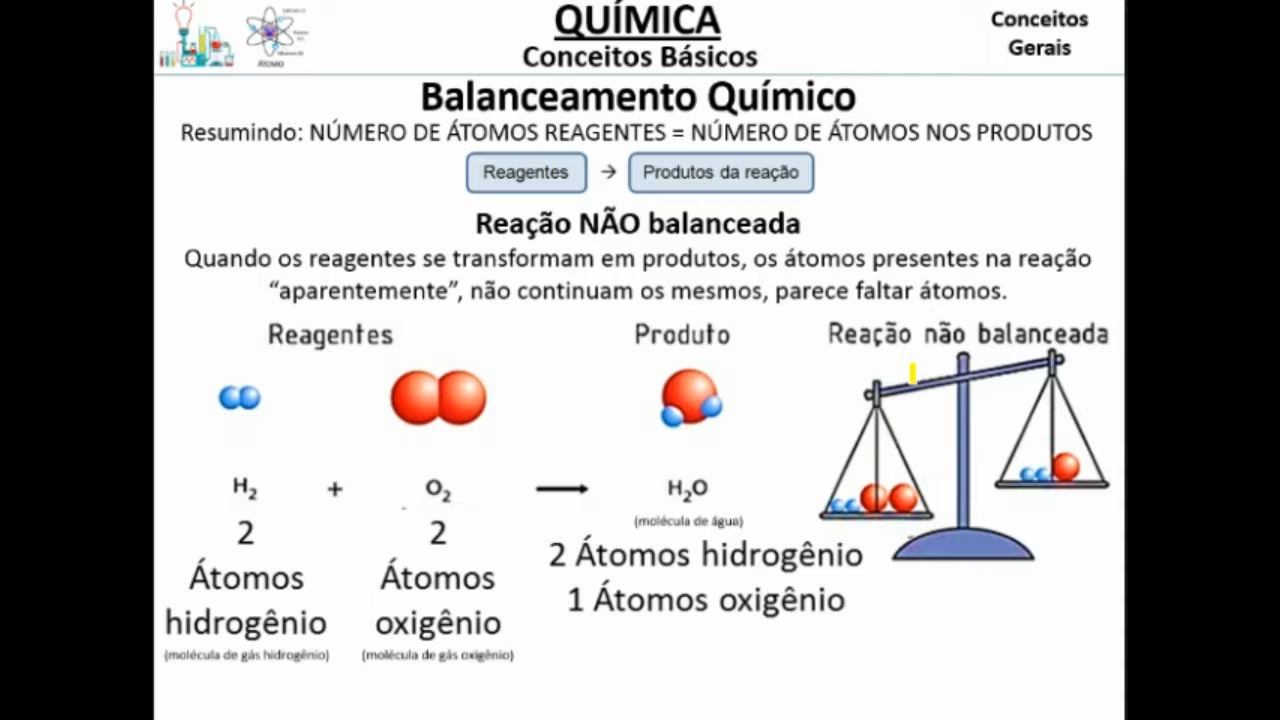 QUÍMICA
Conceitos Básicos
Conceitos
Gerais
ÁTOMO
Balanceamento Químico
Resumindo: NÚMERO DE ÁTOMOS REAGENTES = NÚMERO DE ÁTOMOS NOS PRODUTOS
Reagentes → Produtos da reação
Reação NÃO balanceada
Quando os reagentes se transformam em produtos, os átomos presentes na reação
“aparentemente”, não continuam os mesmos, parece faltar átomos.
Reagentes Produto Reação não balanceada
H₂ + O₂ → H₂O
(molécula de água)
2 Átomos hidrogênio
1 Átomos oxigênio
2
Átomos
hidrogênio
(molécula de gás hidrogênio)
2
Átomos
oxigênio
(molécula de gás oxigênio)